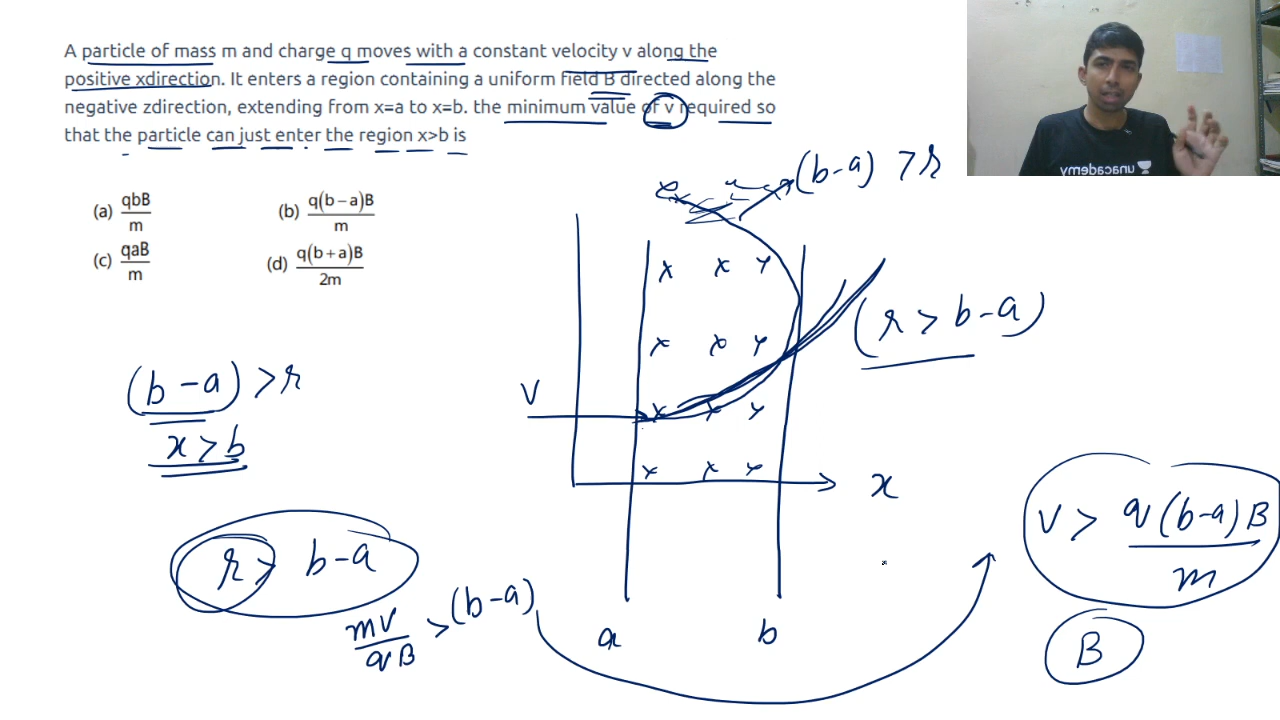 A particle of mass m and charge q moves with a constant velocity v along the
positive xdirection. It enters a region containing a uniform field B directed along the
negative zdirection, extending from x=a to x=b. the minimum value of v required so
that the particle can just enter the region x>b is
(a) qbB/m
(b) q(b−a)B/m
(c) qaB/m
(d) q(b+a)B/2m
unacademy
(b-a) > r
x x x
(r > b-a)
x x x
(b-a) > r
V
x x x
x > b
x x x
x
V > q(b-a)B/m
r > b-a
mV/qB > (b-a)
a b
B